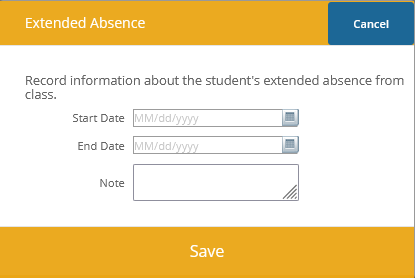 Extended Absence
Cancel
Record information about the student's extended absence from
class.
Start Date MM/dd/yyyy
End Date MM/dd/yyyy
Note
Save